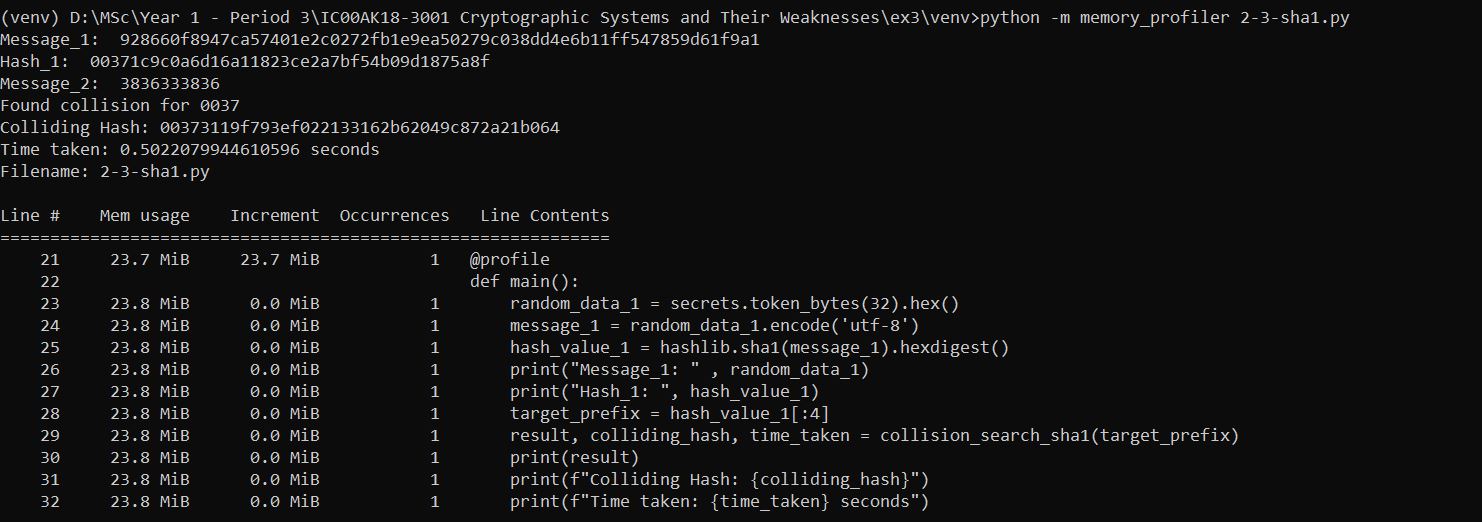 (venv) D:\MSc\Year 1 - Period 3\IC00AK18-3001 Cryptographic Systems and Their Weaknesses\ex3\venv>python -m memory_profiler 2-3-sha1.py
Message_1:  928660f8947ca57401e2c0272fb1e9ea50279c038dd4e6b11ff547859d61f9a1
Hash_1:  00371c9c0a6d16a11823ce2a7bf54b09d1875a8f
Message_2:  3836333836
Found collision for 0037
Colliding Hash: 00373119f793ef022133162b62049c872a21b064
Time taken: 0.5022079944610596 seconds
Filename: 2-3-sha1.py

Line #    Mem usage    Increment  Occurrences   Line Contents
=============================================================
    21     23.7 MiB     23.7 MiB           1   @profile
    22                                         def main():
    23     23.8 MiB      0.0 MiB           1       random_data_1 = secrets.token_bytes(32).hex()
    24     23.8 MiB      0.0 MiB           1       message_1 = random_data_1.encode('utf-8')
    25     23.8 MiB      0.0 MiB           1       hash_value_1 = hashlib.sha1(message_1).hexdigest()
    26     23.8 MiB      0.0 MiB           1       print("Message_1: " , random_data_1)
    27     23.8 MiB      0.0 MiB           1       print("Hash_1: ", hash_value_1)
    28     23.8 MiB      0.0 MiB           1       target_prefix = hash_value_1[:4]
    29     23.8 MiB      0.0 MiB           1       result, colliding_hash, time_taken = collision_search_sha1(target_prefix)
    30     23.8 MiB      0.0 MiB           1       print(result)
    31     23.8 MiB      0.0 MiB           1       print(f"Colliding Hash: {colliding_hash}")
    32     23.8 MiB      0.0 MiB           1       print(f"Time taken: {time_taken} seconds")